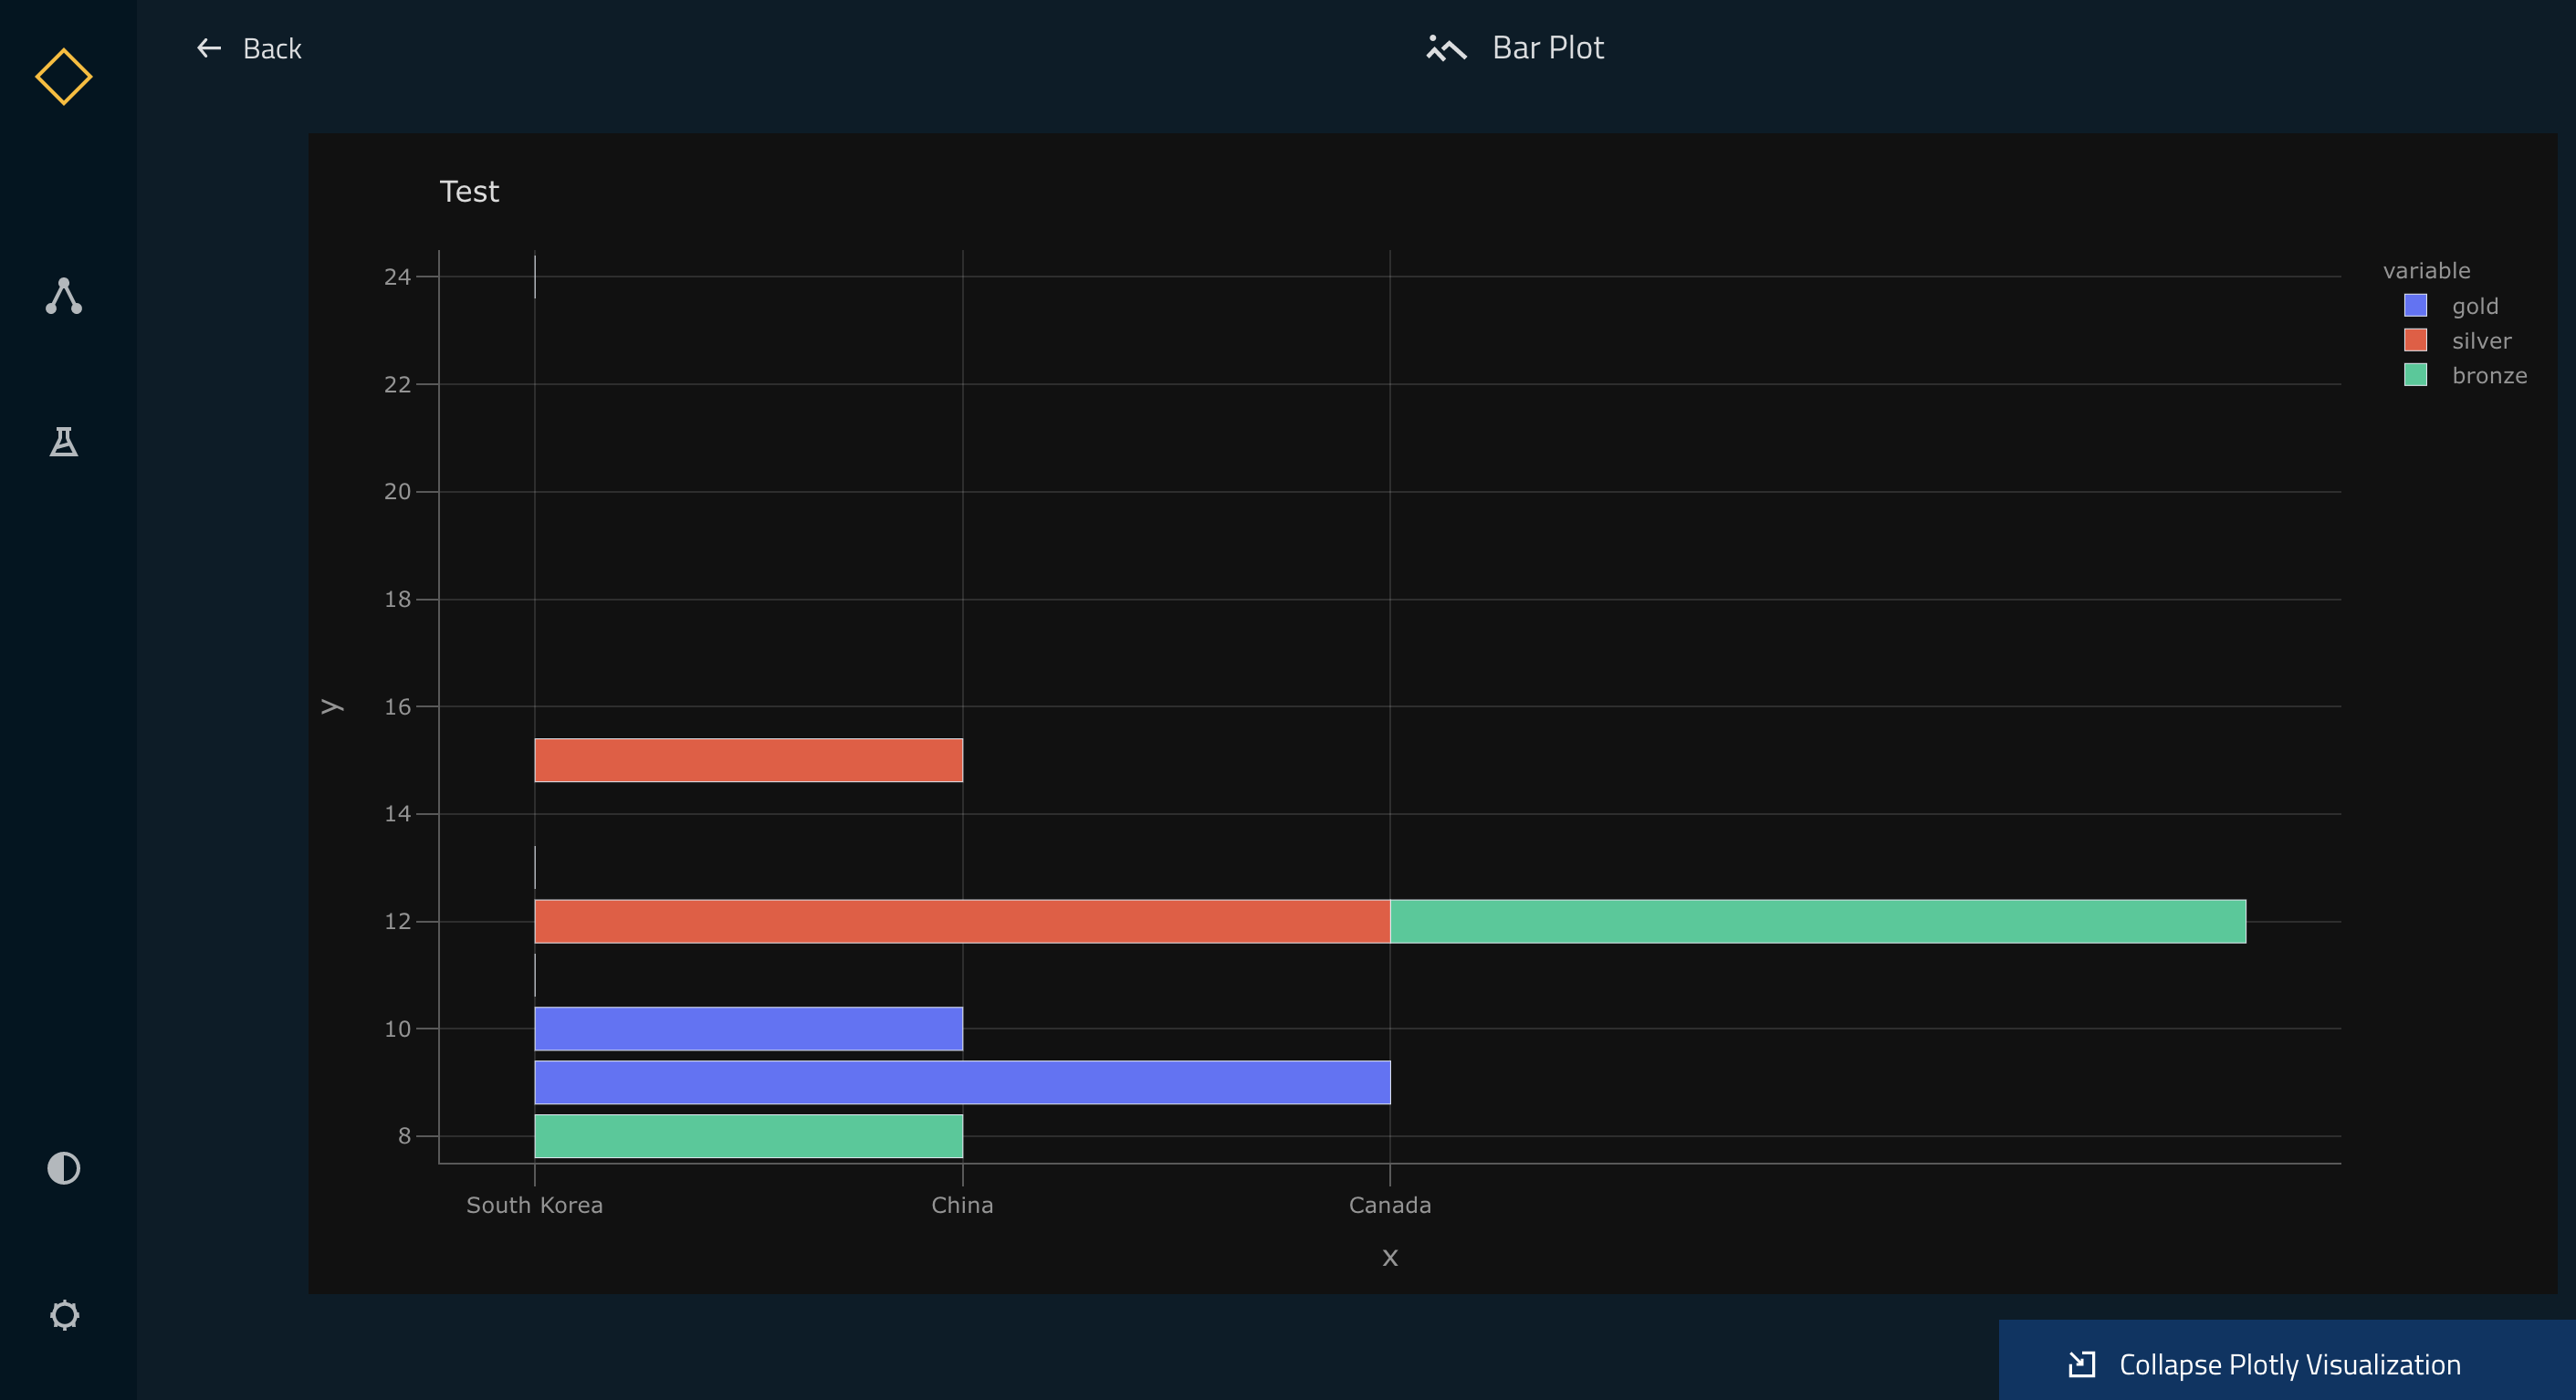 Back
Bar Plot
Test
variable
gold
silver
bronze
24
22
20
18
16
14
12
10
8
y
South Korea
China
Canada
x
Collapse Plotly Visualization